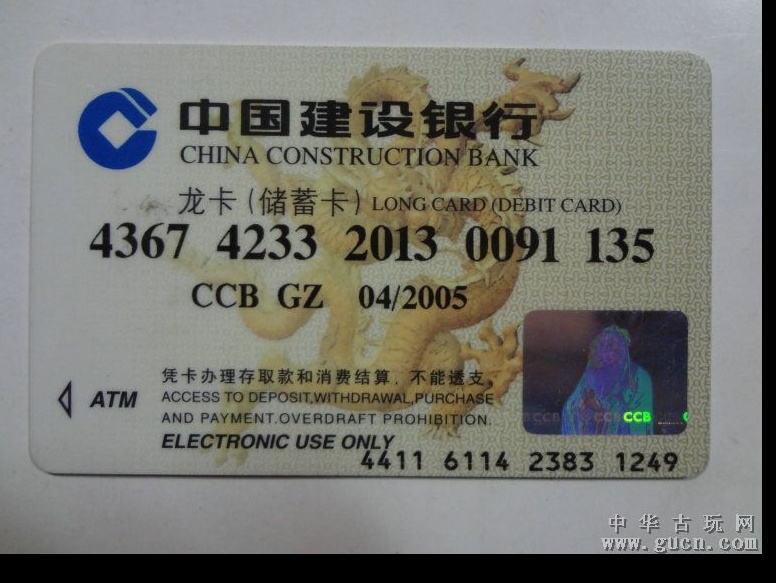 中国建设银行
CHINA CONSTRUCTION BANK
龙卡(储蓄卡) LONG CARD (DEBIT CARD)
4367 4233 2013 0091 135
CCB GZ 04/2005
凭卡办理存取款和消费结算，不能透支。
ATM ACCESS TO DEPOSIT,WITHDRAWAL,PURCHASE
AND PAYMENT.OVERDRAFT PROHIBITION.
CCB CCB CCB
ELECTRONIC USE ONLY
4411 6114 2383 1249
中华古玩网
www.gucn.com